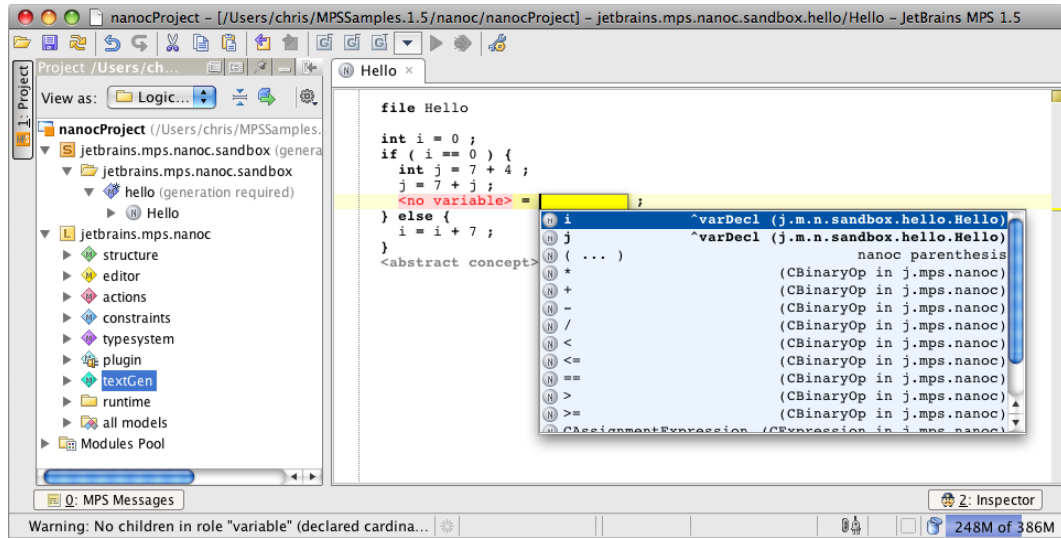 nanocProject – [/Users/chris/MPSSamples.1.5/nanoc/nanocProject] – jetbrains.mps.nanoc.sandbox.hello/Hello – JetBrains MPS 1.5
Project /Users/ch...
Hello ×
1: Project
View as: Logic...
nanocProject (/Users/chris/MPSSamples.
jetbrains.mps.nanoc.sandbox (genera
jetbrains.mps.nanoc.sandbox
hello (generation required)
Hello
jetbrains.mps.nanoc
structure
editor
actions
constraints
typesystem
plugin
textGen
runtime
all models
Modules Pool
file Hello
int i = 0 ;
if ( i == 0 ) {
int j = 7 + 4 ;
j = 7 + j ;
<no variable> = ;
} else {
i = i + 7 ;
}
<abstract concept>
i ^varDecl (j.m.n.sandbox.hello.Hello)
j ^varDecl (j.m.n.sandbox.hello.Hello)
( ... ) nanoc parenthesis
* (CBinaryOp in j.mps.nanoc)
+ (CBinaryOp in j.mps.nanoc)
- (CBinaryOp in j.mps.nanoc)
/ (CBinaryOp in j.mps.nanoc)
< (CBinaryOp in j.mps.nanoc)
<= (CBinaryOp in j.mps.nanoc)
== (CBinaryOp in j.mps.nanoc)
> (CBinaryOp in j.mps.nanoc)
>= (CBinaryOp in j.mps.nanoc)
CAssignmentExpression (CExpression in j.mps.nanoc)
0: MPS Messages
2: Inspector
Warning: No children in role "variable" (declared cardina...
248M of 386M